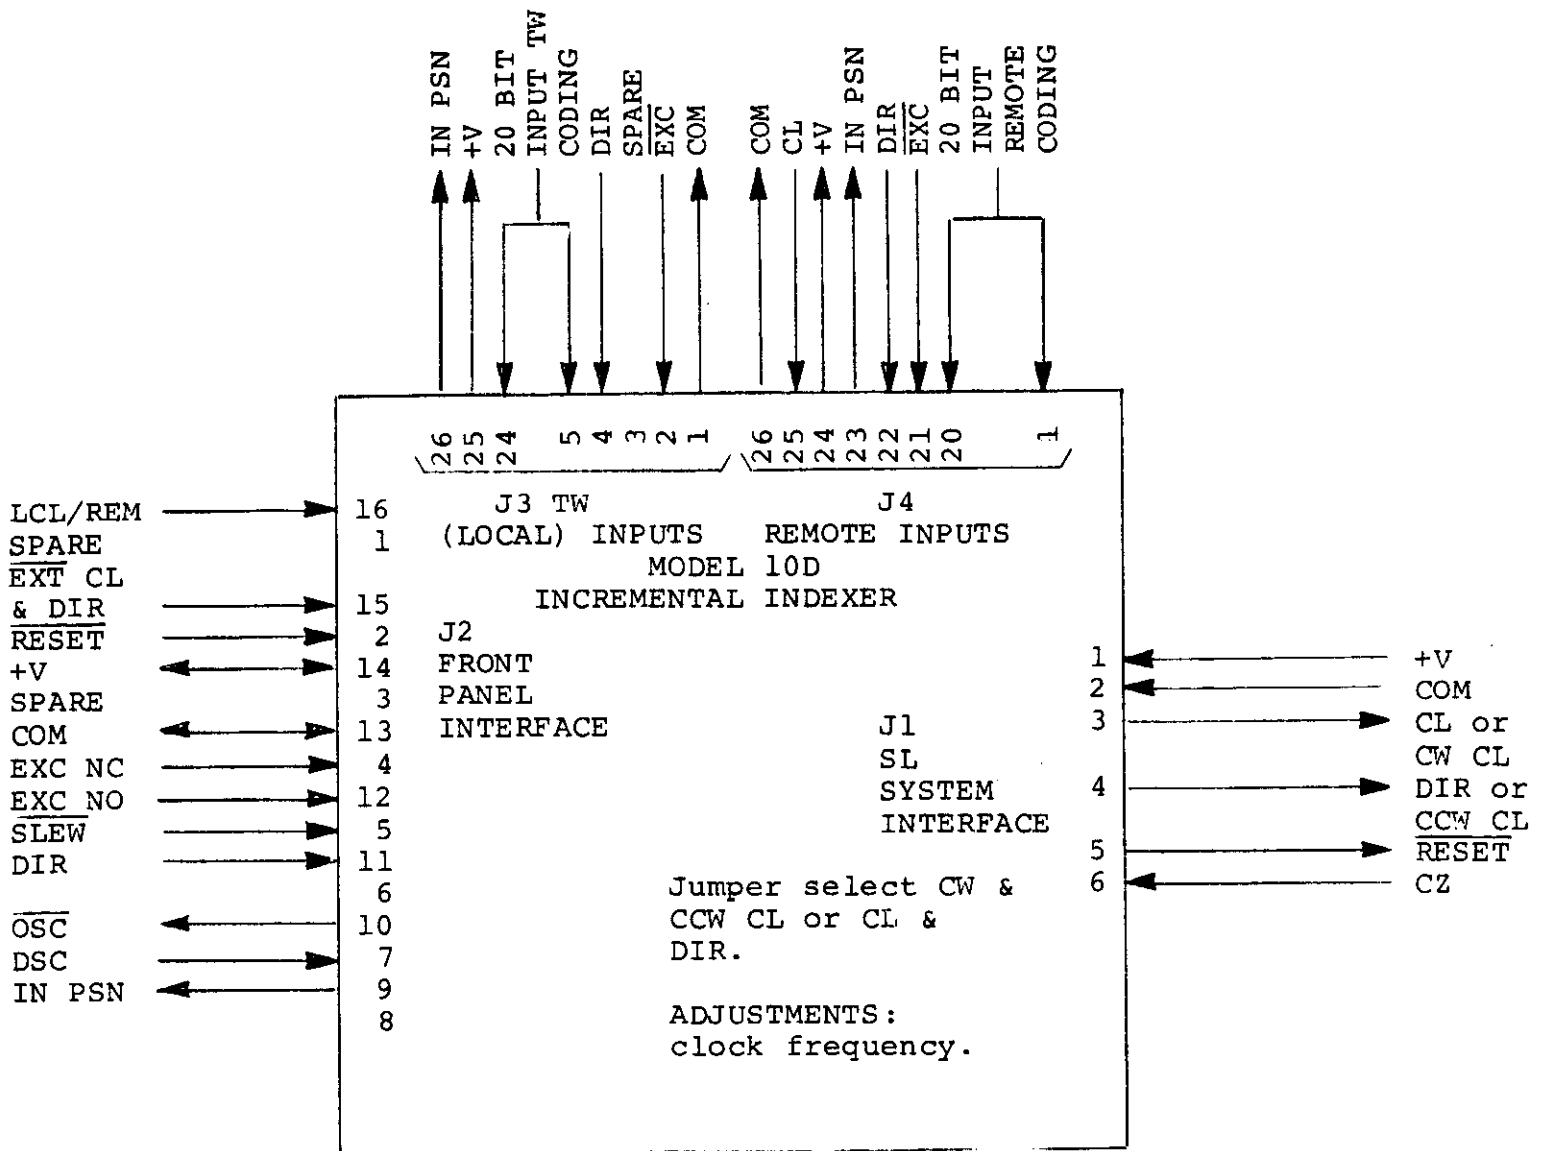 IN PSN
+V
20 BIT
INPUT TW
CODING
DIR
SPARE
EXC
COM
COM
CL
+V
IN PSN
DIR
EXC
20 BIT
INPUT
REMOTE
CODING
26
25
24
5
4
3
2
1
26
25
24
23
22
21
20
1
J3 TW
(LOCAL) INPUTS
J4
REMOTE INPUTS
MODEL 10D
INCREMENTAL INDEXER
LCL/REM 16
SPARE 1
EXT CL
& DIR 15
RESET 2
+V 14
SPARE 3
COM 13
EXC NC 4
EXC NO 12
SLEW 5
DIR 11
6
OSC 10
DSC 7
IN PSN 9
8
J2
FRONT
PANEL
INTERFACE
J1
SL
SYSTEM
INTERFACE
1 +V
2 COM
3 CL or
CW CL
4 DIR or
CCW CL
5 RESET
6 CZ
Jumper select CW &
CCW CL or CL &
DIR.
ADJUSTMENTS:
clock frequency.